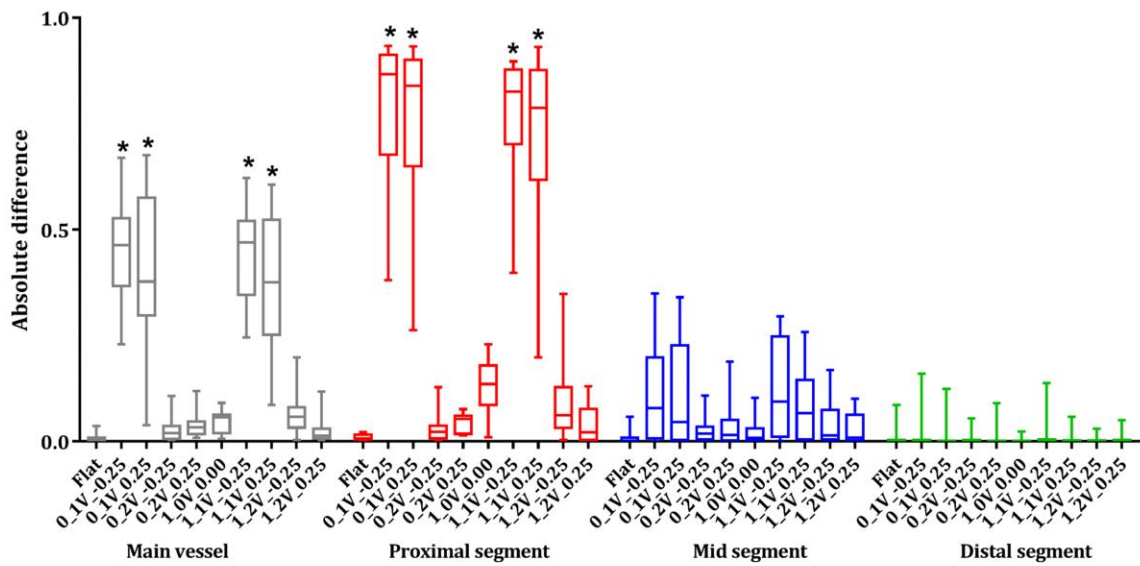 1.0
* * * *
* * * *
0.5
0.0
Absolute difference
Flat 0_1V_-0.25 0_1V_0.25 0_2V_-0.25 0_2V_0.25 1_0V_0.00 1_1V_-0.25 1_1V_0.25 1_2V_-0.25 1_2V_0.25
Flat 0_1V_-0.25 0_1V_0.25 0_2V_-0.25 0_2V_0.25 1_0V_0.00 1_1V_-0.25 1_1V_0.25 1_2V_-0.25 1_2V_0.25
Flat 0_1V_-0.25 0_1V_0.25 0_2V_-0.25 0_2V_0.25 1_0V_0.00 1_1V_-0.25 1_1V_0.25 1_2V_-0.25 1_2V_0.25
Flat 0_1V_-0.25 0_1V_0.25 0_2V_-0.25 0_2V_0.25 1_0V_0.00 1_1V_-0.25 1_1V_0.25 1_2V_-0.25 1_2V_0.25
Main vessel Proximal segment Mid segment Distal segment